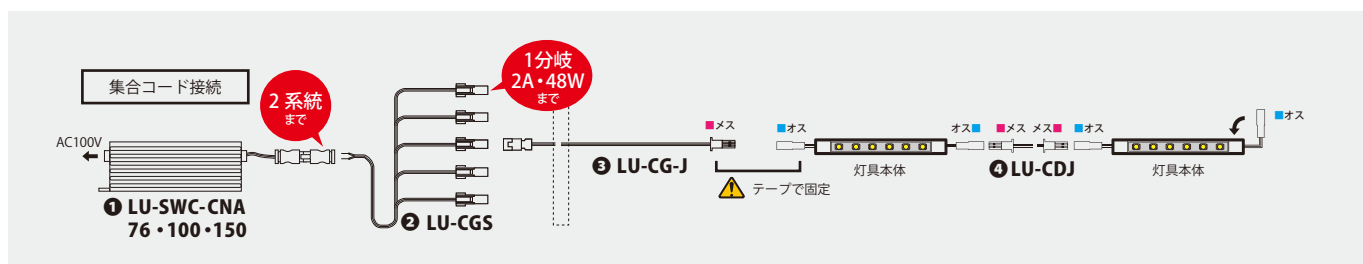 集合コード接続
AC100V
❶ LU-SWC-CNA
76・100・150
2 系統
まで
❷ LU-CGS
1分岐
2A・48W
まで
❸ LU-CG-J
■メス
■オス
テープで固定
灯具本体
オス■
■メス
メス■
❹LU-CDJ
■オス
灯具本体
■オス